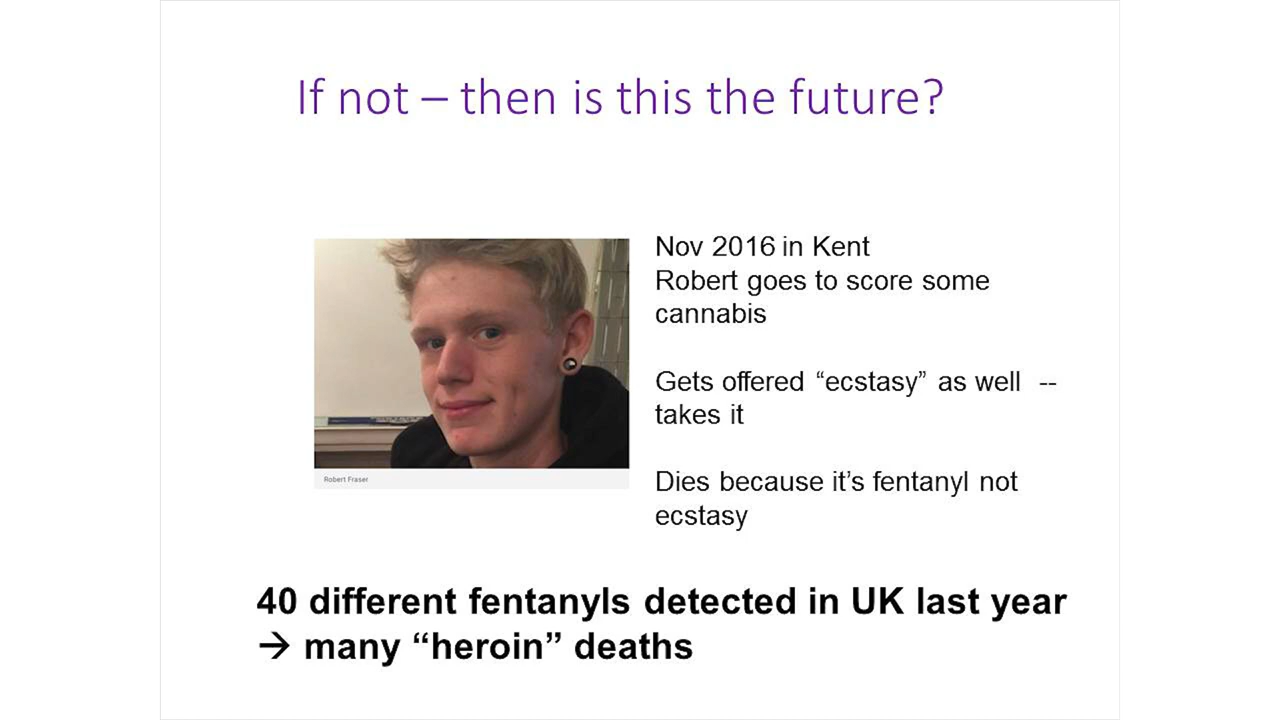 If not – then is this the future?
Nov 2016 in Kent
Robert goes to score some
cannabis
Gets offered “ecstasy” as well --
takes it
Dies because it’s fentanyl not
ecstasy
Robert Fraser
40 different fentanyls detected in UK last year
→ many “heroin” deaths